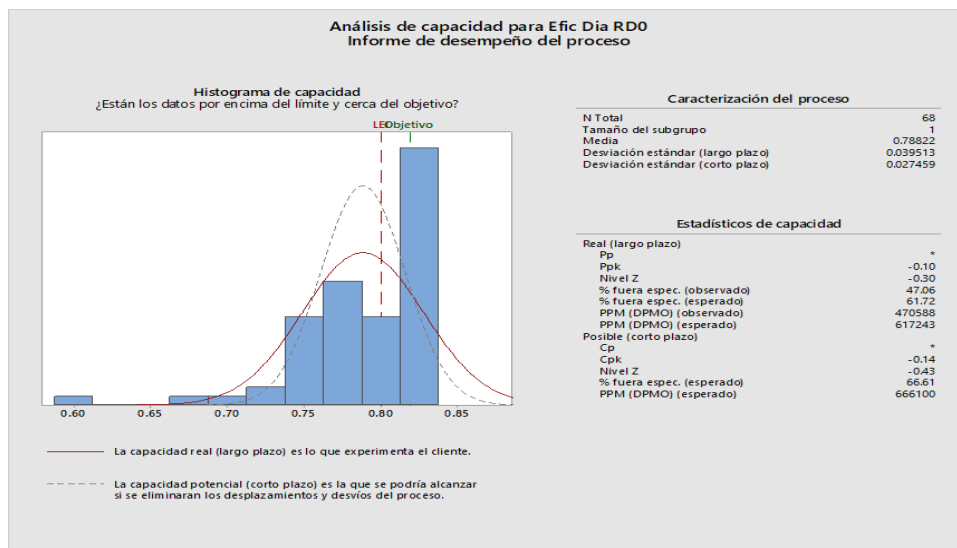 Análisis de capacidad para Efic Dia RD0
Informe de desempeño del proceso
Histograma de capacidad
¿Están los datos por encima del límite y cerca del objetivo?
LEI Objetivo
0.60 0.65 0.70 0.75 0.80 0.85
La capacidad real (largo plazo) es lo que experimenta el cliente.
La capacidad potencial (corto plazo) es la que se podría alcanzar
si se eliminaran los desplazamientos y desvíos del proceso.
Caracterización del proceso
N Total 68
Tamaño del subgrupo 1
Media 0.78822
Desviación estándar (largo plazo) 0.039513
Desviación estándar (corto plazo) 0.027459
Estadísticos de capacidad
Real (largo plazo)
Pp *
Ppk -0.10
Nivel Z -0.30
% fuera espec. (observado) 47.06
% fuera espec. (esperado) 61.72
PPM (DPMO) (observado) 470588
PPM (DPMO) (esperado) 617243
Posible (corto plazo)
Cp *
Cpk -0.14
Nivel Z -0.43
% fuera espec. (esperado) 66.61
PPM (DPMO) (esperado) 666100